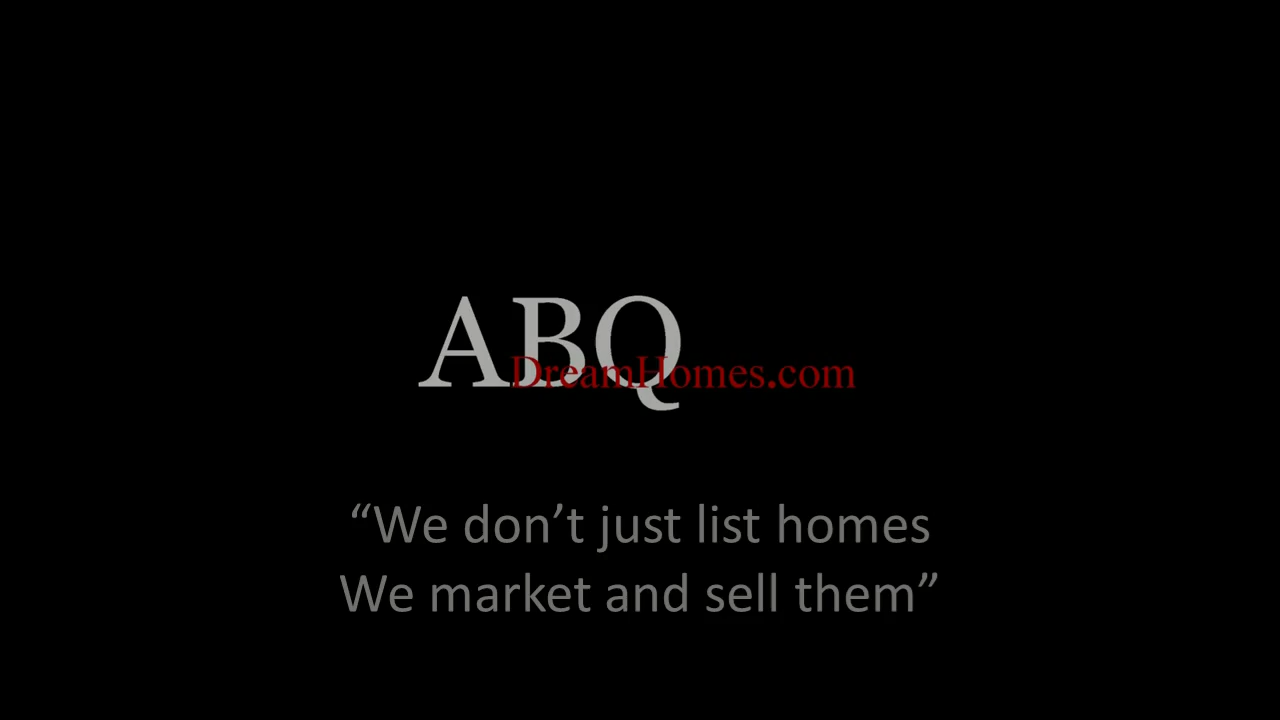 ABQ
DreamHomes.com
“We don’t just list homes
We market and sell them”